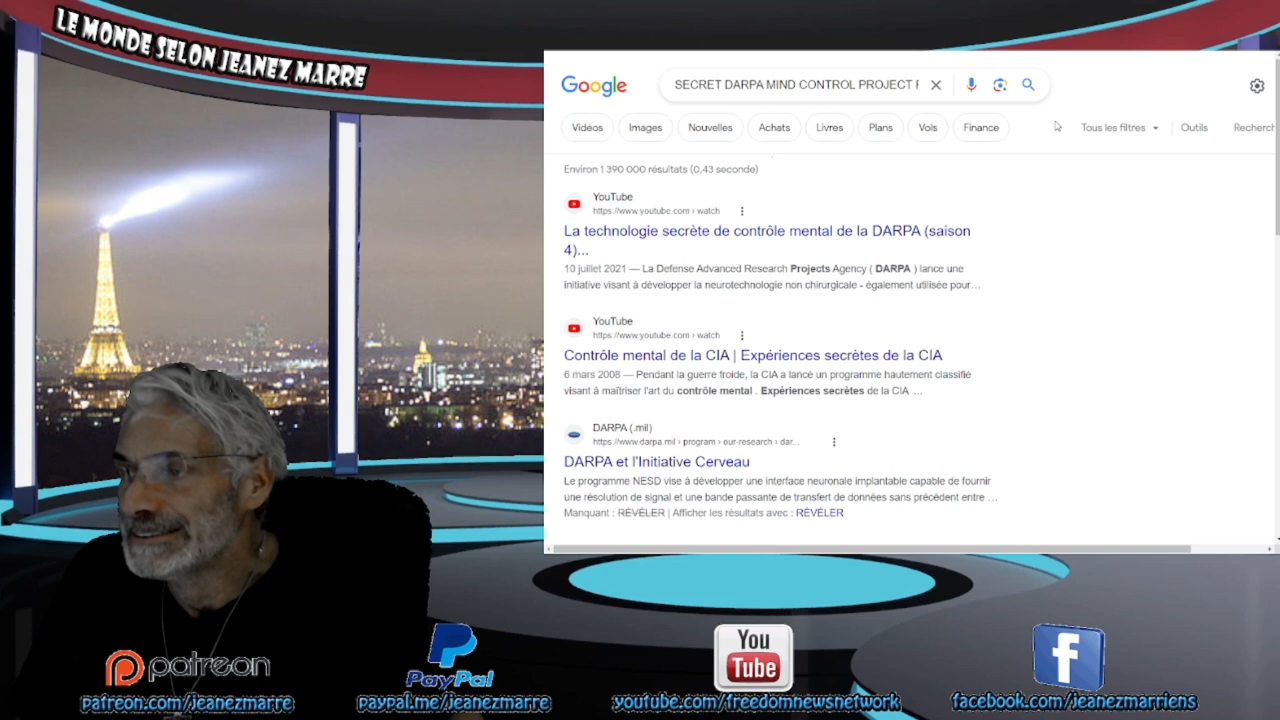 LE MONDE SELON JEANEZ MARRE
Google
SECRET DARPA MIND CONTROL PROJECT
Vidéos Images Nouvelles Achats Livres Plans Vols Finance Tous les filtres Outils Recherch
Environ 1 390 000 résultats (0,43 seconde)
YouTube
https://www.youtube.com › watch
La technologie secrète de contrôle mental de la DARPA (saison
4)...
10 juillet 2021 — La Defense Advanced Research Projects Agency ( DARPA ) lance une
initiative visant à développer la neurotechnologie non chirurgicale - également utilisée pour…
YouTube
https://www.youtube.com › watch
Contrôle mental de la CIA | Expériences secrètes de la CIA
6 mars 2008 — Pendant la guerre froide, la CIA a lancé un programme hautement classifié
visant à maîtriser l'art du contrôle mental . Expériences secrètes de la CIA ...
DARPA (.mil)
https://www.darpa.mil › program › our-research › dar...
DARPA et l'Initiative Cerveau
Le programme NESD vise à développer une interface neuronale implantable capable de fournir
une résolution de signal et une bande passante de transfert de données sans précédent entre …
Manquant : RÉVÉLER | Afficher les résultats avec : RÉVÉLER
patreon
patreon.com/jeanezmarre
PayPal
paypal.me/jeanezmarre
You
Tube
youtube.com/freedomnewsnetwork
f
facebook.com/jeanezmarriens